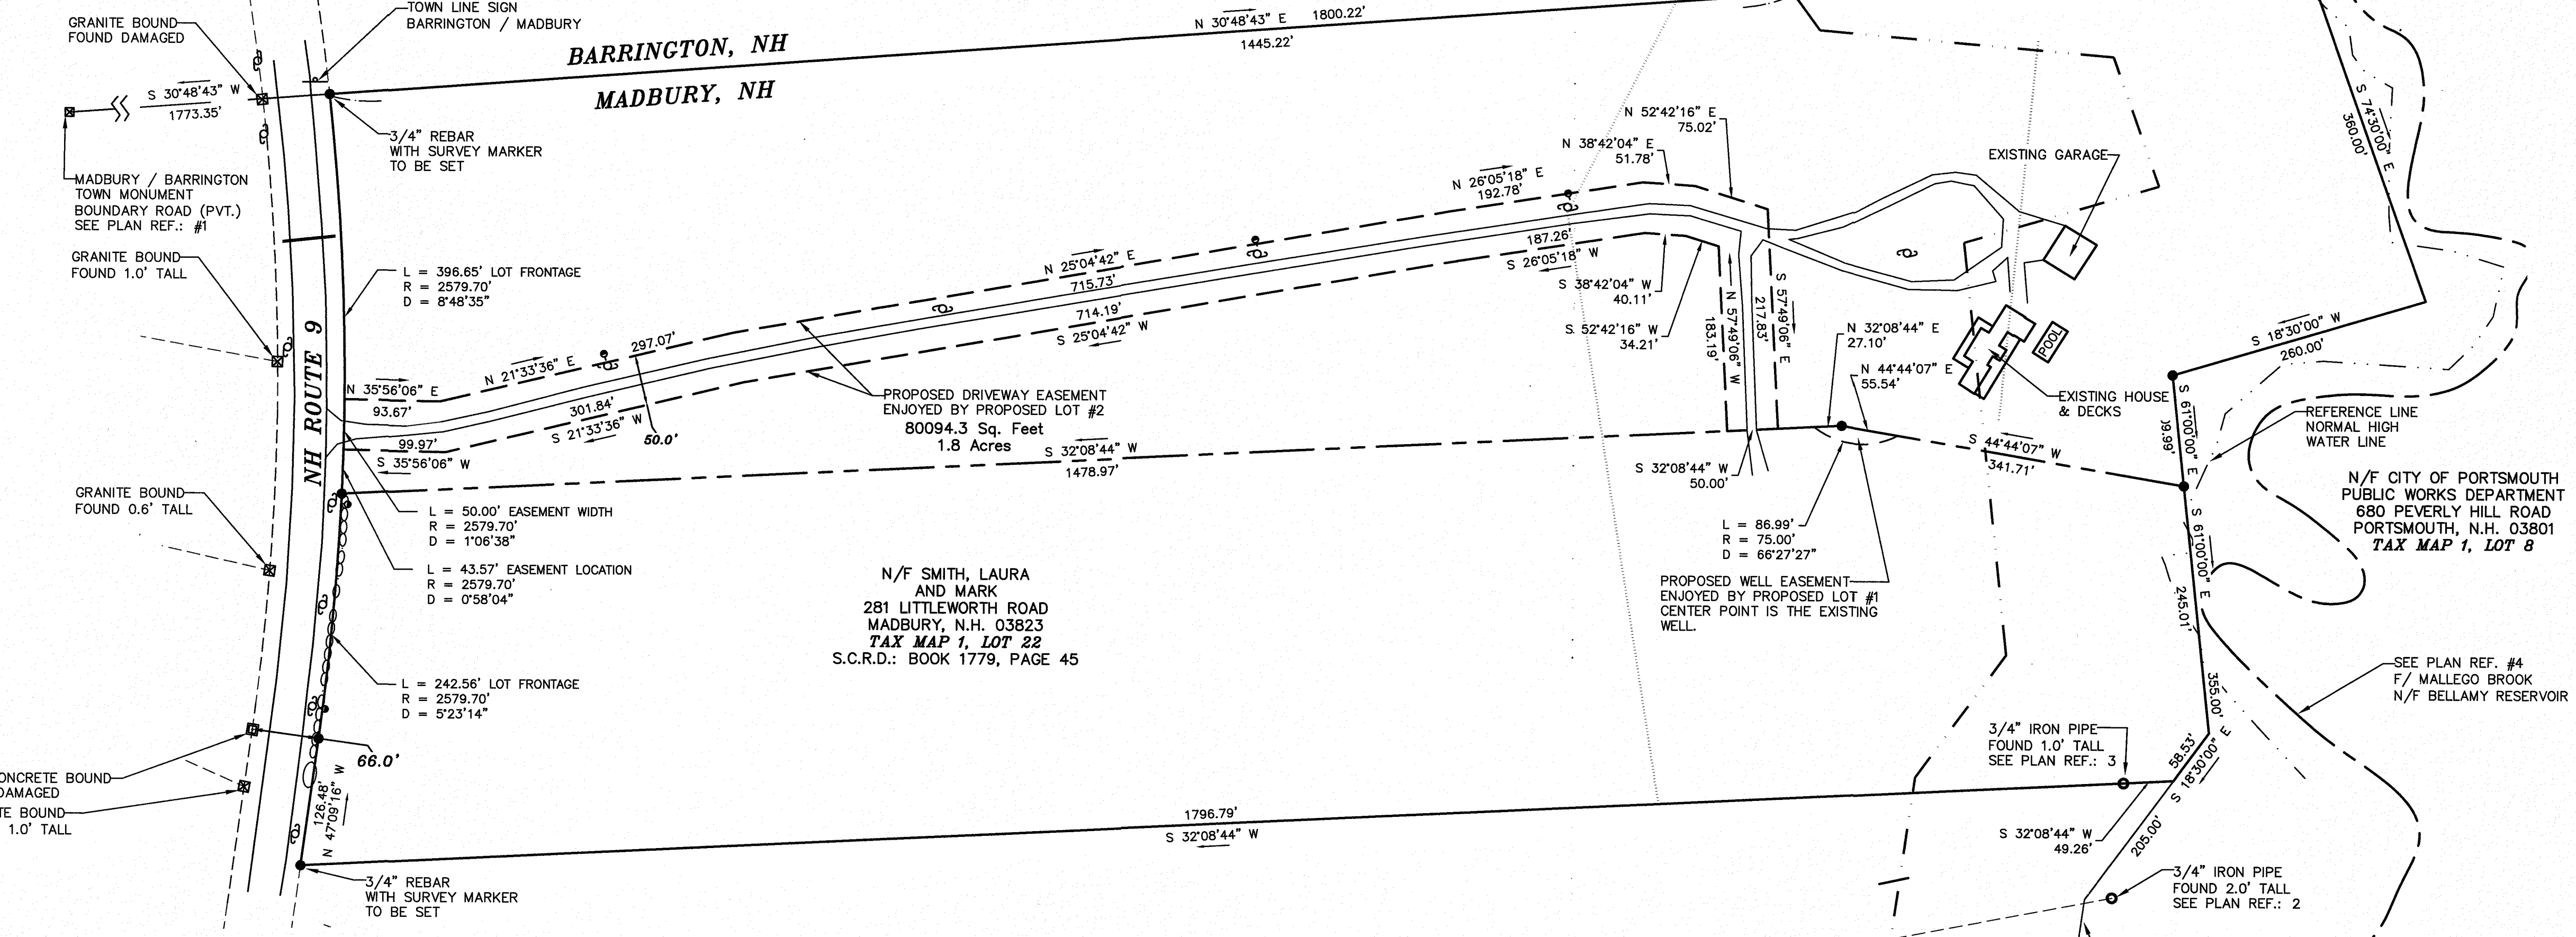 GRANITE BOUND
FOUND DAMAGED
TOWN LINE SIGN
BARRINGTON / MADBURY
BARRINGTON, NH
MADBURY, NH
N 30°48'43" E 1800.22'
1445.22'
S 30°48'43" W
1773.35'
3/4" REBAR
WITH SURVEY MARKER
TO BE SET
MADBURY / BARRINGTON
TOWN MONUMENT
BOUNDARY ROAD (PVT.)
SEE PLAN REF.: #1
GRANITE BOUND
FOUND 1.0' TALL
L = 396.65' LOT FRONTAGE
R = 2579.70'
D = 8°48'35"
NH ROUTE 9
N 35°56'06" E
93.67'
N 21°33'36" E
297.07'
N 25°04'42" E
715.73'
N 26°05'18" E
192.78'
N 38°42'04" E
51.78'
N 52°42'16" E
75.02'
EXISTING GARAGE
S 74°30'00" E
360.00'
187.26'
S 26°05'18" W
714.19'
S 25°04'42" W
S 38°42'04" W
40.11'
S 52°42'16" W
34.21'
N 57°49'06" W
183.19'
S 57°49'06" E
217.83'
N 32°08'44" E
27.10'
N 44°44'07" E
55.54'
POOL
EXISTING HOUSE
& DECKS
S 18°30'00" W
260.00'
S 61°00'00" E
99.99'
REFERENCE LINE
NORMAL HIGH
WATER LINE
99.97'
S 35°56'06" W
301.84'
S 21°33'36" W
50.0'
PROPOSED DRIVEWAY EASEMENT
ENJOYED BY PROPOSED LOT #2
80094.3 Sq. Feet
1.8 Acres
S 32°08'44" W
1478.97'
S 32°08'44" W
50.00'
S 44°44'07" W
341.71'
N/F CITY OF PORTSMOUTH
PUBLIC WORKS DEPARTMENT
680 PEVERLY HILL ROAD
PORTSMOUTH, N.H. 03801
TAX MAP 1, LOT 8
GRANITE BOUND
FOUND 0.6' TALL
L = 50.00' EASEMENT WIDTH
R = 2579.70'
D = 1°06'38"
L = 43.57' EASEMENT LOCATION
R = 2579.70'
D = 0°58'04"
L = 86.99'
R = 75.00'
D = 66°27'27"
PROPOSED WELL EASEMENT
ENJOYED BY PROPOSED LOT #1
CENTER POINT IS THE EXISTING
WELL.
S 61°00'00" E
245.01'
355.00'
N/F SMITH, LAURA
AND MARK
281 LITTLEWORTH ROAD
MADBURY, N.H. 03823
TAX MAP 1, LOT 22
S.C.R.D.: BOOK 1779, PAGE 45
L = 242.56' LOT FRONTAGE
R = 2579.70'
D = 5°23'14"
SEE PLAN REF. #4
F/ MALLEGO BROOK
N/F BELLAMY RESERVOIR
66.0'
ONCRETE BOUND
DAMAGED
TE BOUND
1.0' TALL
126.48'
N 47°09'16" W
3/4" IRON PIPE
FOUND 1.0' TALL
SEE PLAN REF.: 3
58.53'
S 18°30'00" E
1796.79'
S 32°08'44" W
S 32°08'44" W
49.26'
205.00'
3/4" REBAR
WITH SURVEY MARKER
TO BE SET
3/4" IRON PIPE
FOUND 2.0' TALL
SEE PLAN REF.: 2